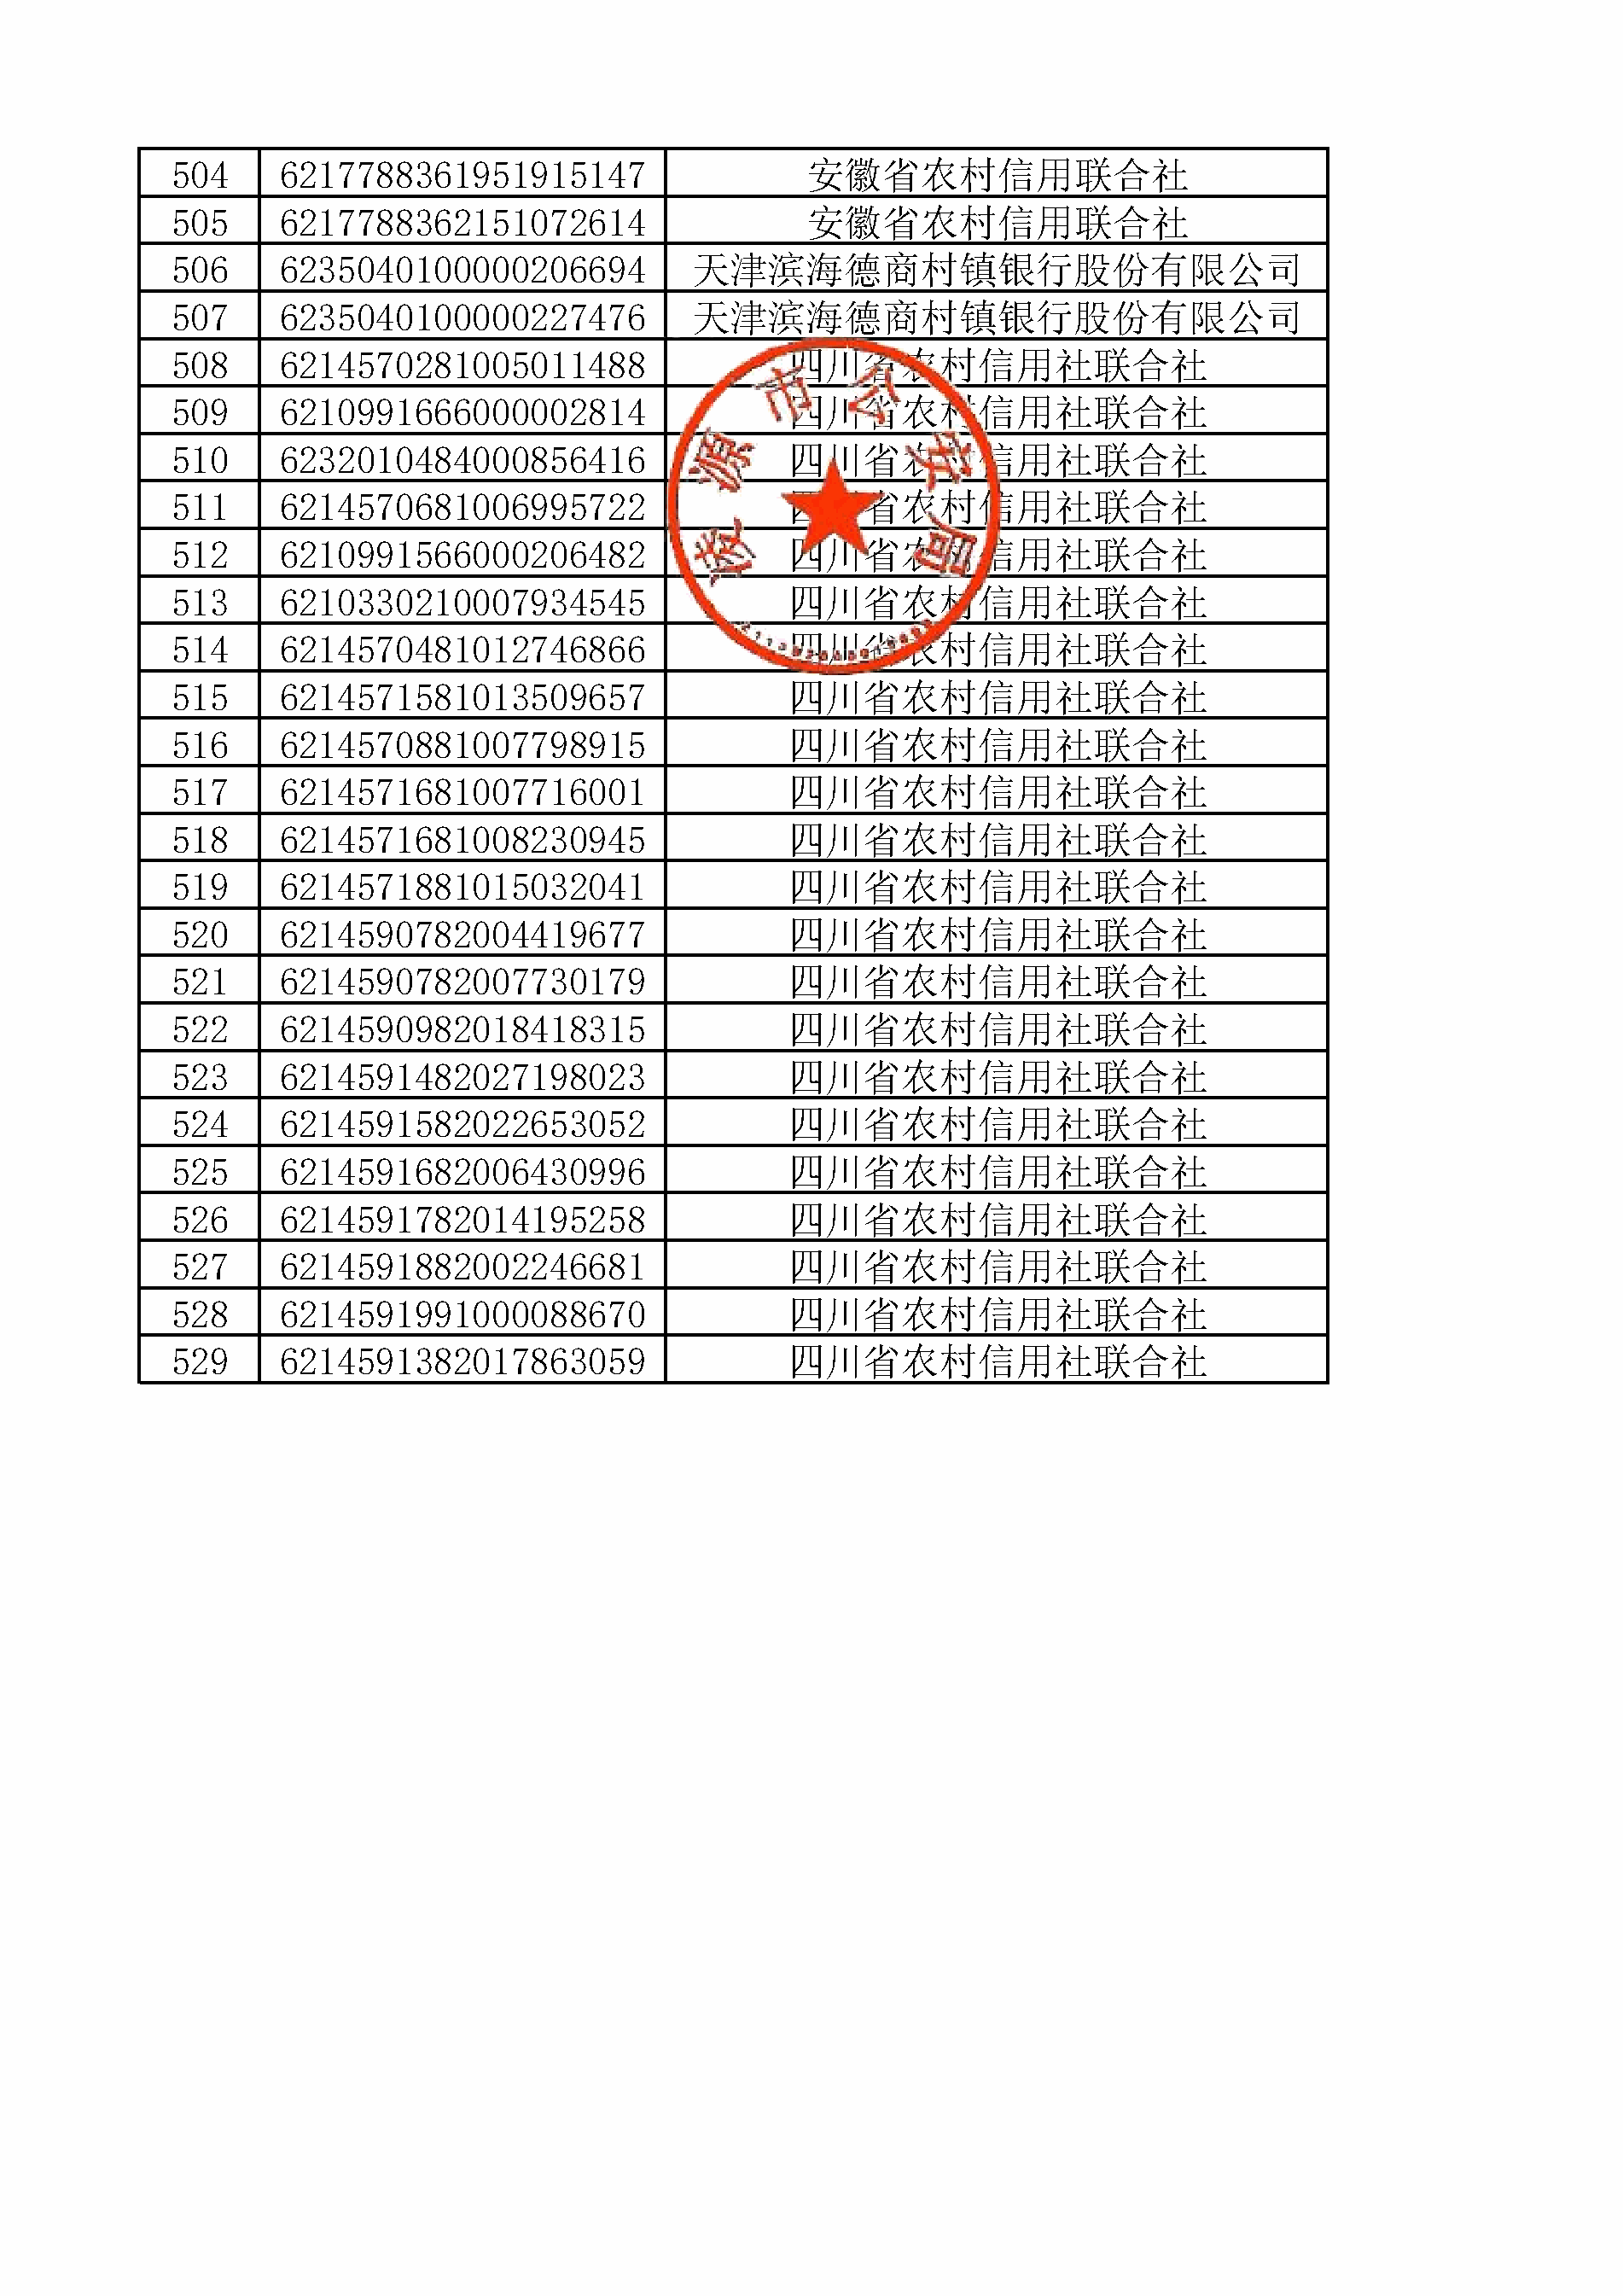 504 6217788361951915147 安徽省农村信用联合社
505 6217788362151072614 安徽省农村信用联合社
506 6235040100000206694 天津滨海德商村镇银行股份有限公司
507 6235040100000227476 天津滨海德商村镇银行股份有限公司
508 6214570281005011488 四川省农村信用社联合社
509 6210991666000002814 四川省农村信用社联合社
510 6232010484000856416 四川省农村信用社联合社
511 6214570681006995722 四川省农村信用社联合社
512 6210991566000206482 四川省农村信用社联合社
513 6210330210007934545 四川省农村信用社联合社
514 6214570481012746866 四川省农村信用社联合社
515 6214571581013509657 四川省农村信用社联合社
516 6214570881007798915 四川省农村信用社联合社
517 6214571681007716001 四川省农村信用社联合社
518 6214571681008230945 四川省农村信用社联合社
519 6214571881015032041 四川省农村信用社联合社
520 6214590782004419677 四川省农村信用社联合社
521 6214590782007730179 四川省农村信用社联合社
522 6214590982018418315 四川省农村信用社联合社
523 6214591482027198023 四川省农村信用社联合社
524 6214591582022653052 四川省农村信用社联合社
525 6214591682006430996 四川省农村信用社联合社
526 6214591782014195258 四川省农村信用社联合社
527 6214591882002246681 四川省农村信用社联合社
528 6214591991000088670 四川省农村信用社联合社
529 6214591382017863059 四川省农村信用社联合社
凌源市公安局